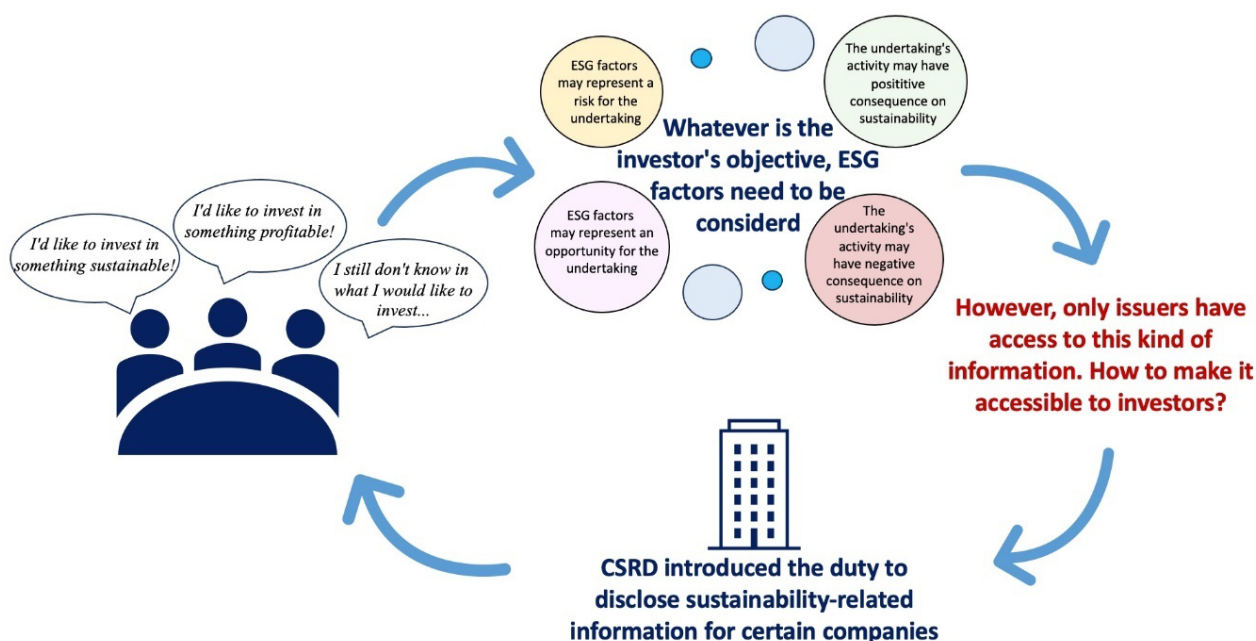 I'd like to invest in
something sustainable!
I'd like to invest in
something profitable!
I still don't know in
what I would like to
invest...
ESG factors
may represent a
risk for the
undertaking
The undertaking's
activity may have
posititive
consequence on
sustainability
Whatever is the
investor's objective, ESG
factors need to be
considerd
ESG factors
may represent an
opportunity for the
undertaking
The
undertaking's
activity may
have negative
consequence on
sustainability
However, only issuers have
access to this kind of
information. How to make it
accessible to investors?
CSRD introduced the duty to
disclose sustainability-related
information for certain companies